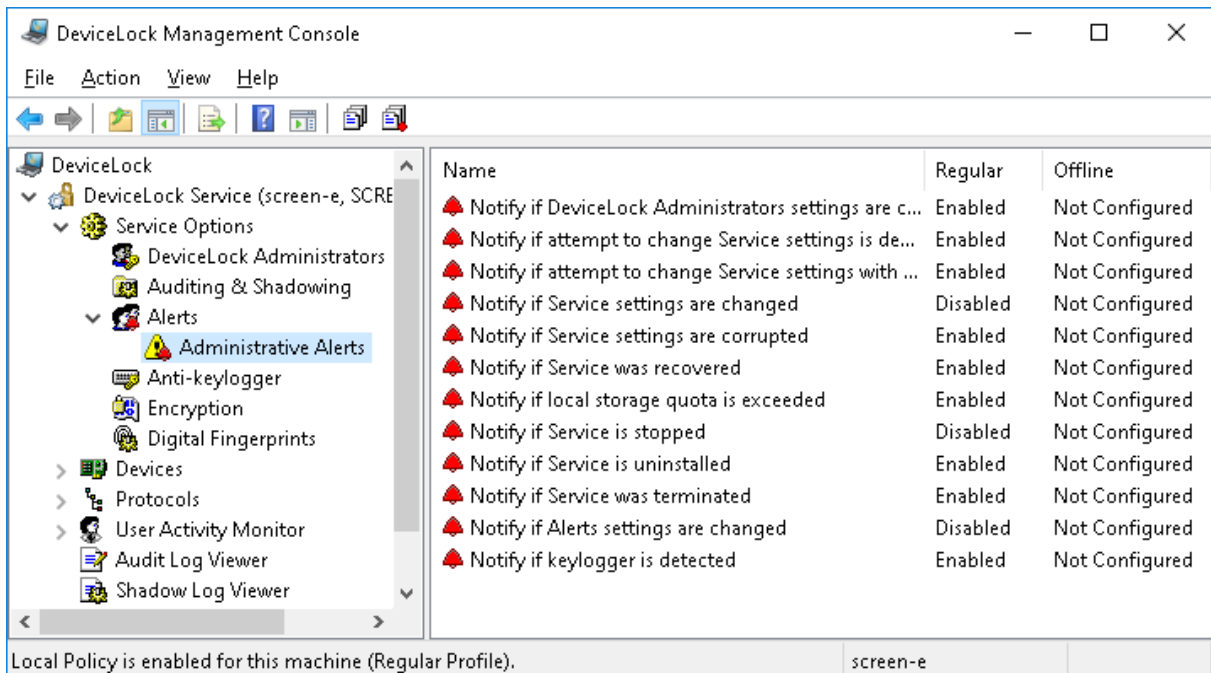 DeviceLock Management Console
File Action View Help
DeviceLock
DeviceLock Service (screen-e, SCRE
Service Options
DeviceLock Administrators
Auditing & Shadowing
Alerts
Administrative Alerts
Anti-keylogger
Encryption
Digital Fingerprints
Devices
Protocols
User Activity Monitor
Audit Log Viewer
Shadow Log Viewer
Name Regular Offline
Notify if DeviceLock Administrators settings are c... Enabled Not Configured
Notify if attempt to change Service settings is de... Enabled Not Configured
Notify if attempt to change Service settings with ... Enabled Not Configured
Notify if Service settings are changed Disabled Not Configured
Notify if Service settings are corrupted Enabled Not Configured
Notify if Service was recovered Enabled Not Configured
Notify if local storage quota is exceeded Enabled Not Configured
Notify if Service is stopped Disabled Not Configured
Notify if Service is uninstalled Enabled Not Configured
Notify if Service was terminated Enabled Not Configured
Notify if Alerts settings are changed Disabled Not Configured
Notify if keylogger is detected Enabled Not Configured
Local Policy is enabled for this machine (Regular Profile). screen-e